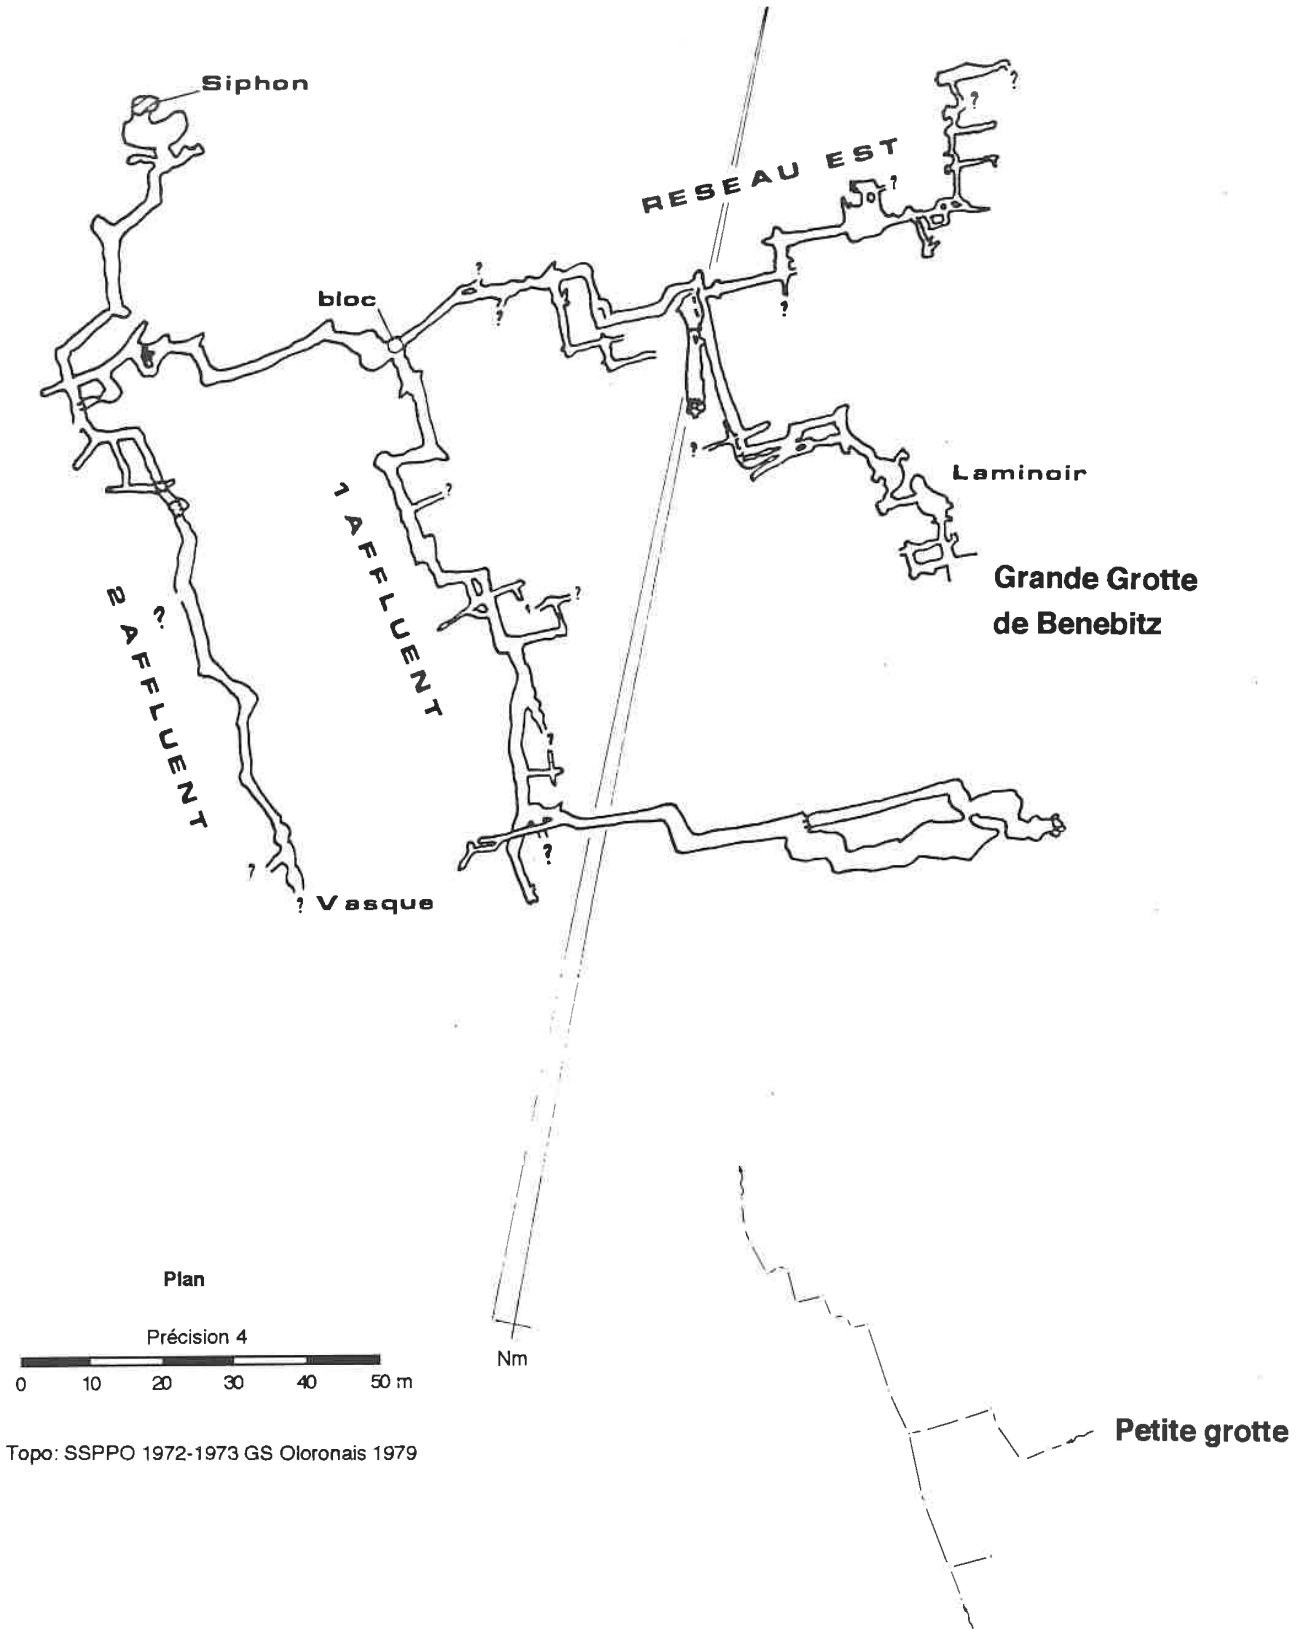 Siphon
RESEAU EST
?
?
?
?
?
?
bloc
?
?
Laminoir
?
1 AFFLUENT
Grande Grotte
de Benebitz
?
?
2 AFFLUENT
?
?
?
? Vasque
Plan
Précision 4
0 10 20 30 40 50 m
Nm
Topo: SSPPO 1972-1973 GS Oloronais 1979
Petite grotte